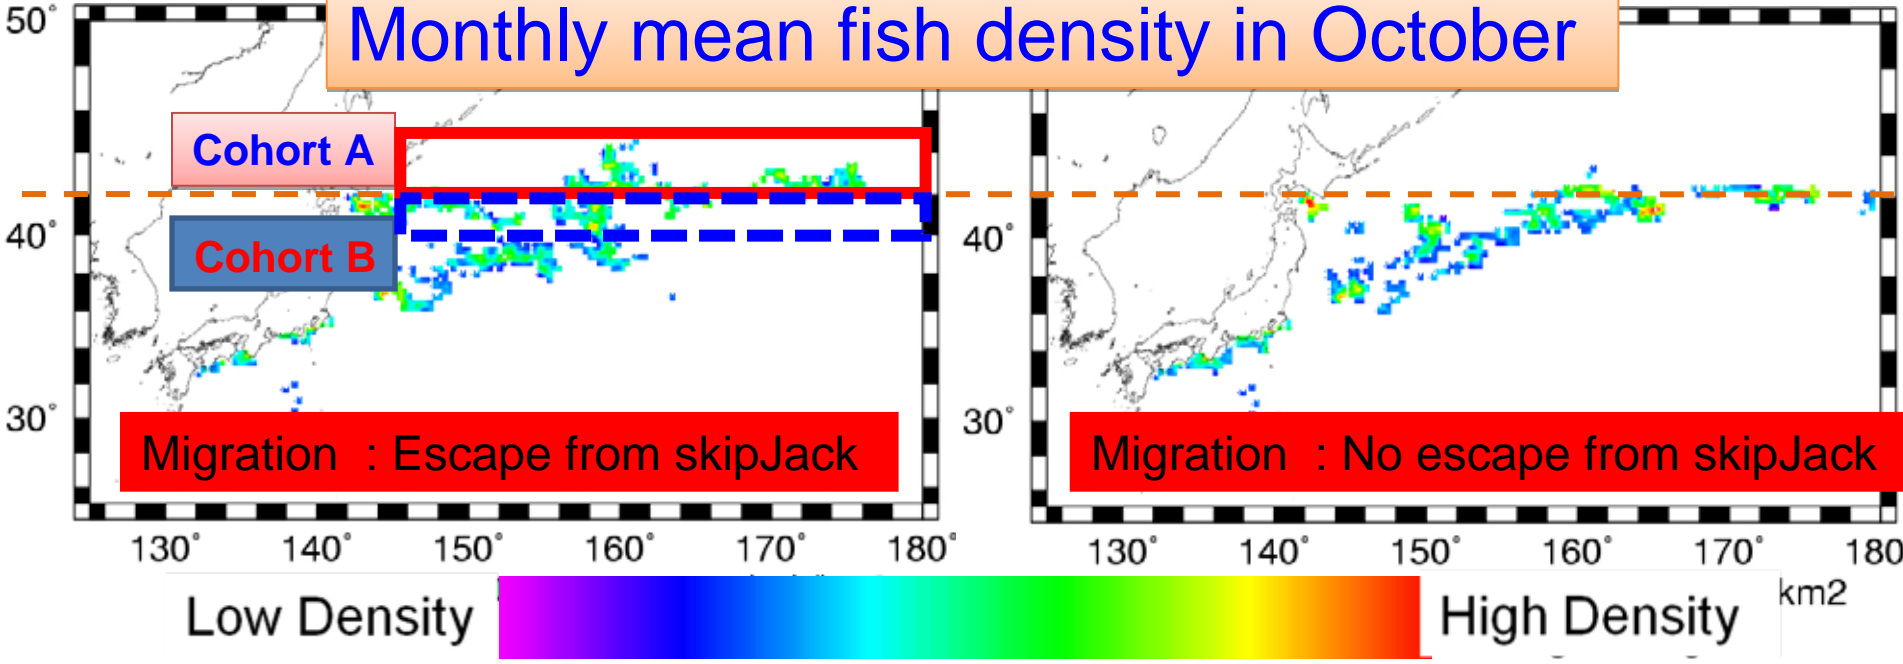 Monthly mean fish density in October
50°
Cohort A
40°
Cohort B
30°
Migration : Escape from skipJack
130° 140° 150° 160° 170° 180°
40°
30°
Migration : No escape from skipJack
130° 140° 150° 160° 170° 180
Low Density
High Density
km2